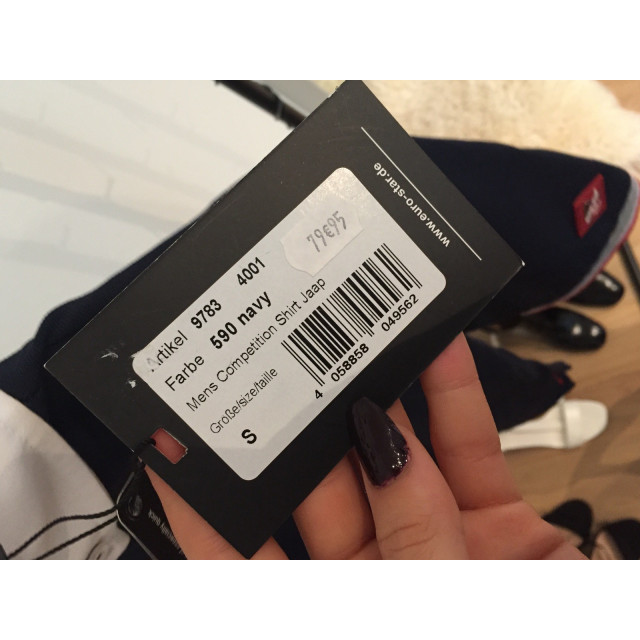 www.euro-star.de
79€95
Artikel 9783 4001
Farbe 590 navy
Mens Competition Shirt Jaap
Größe/size/taille
S
4 058858 049562